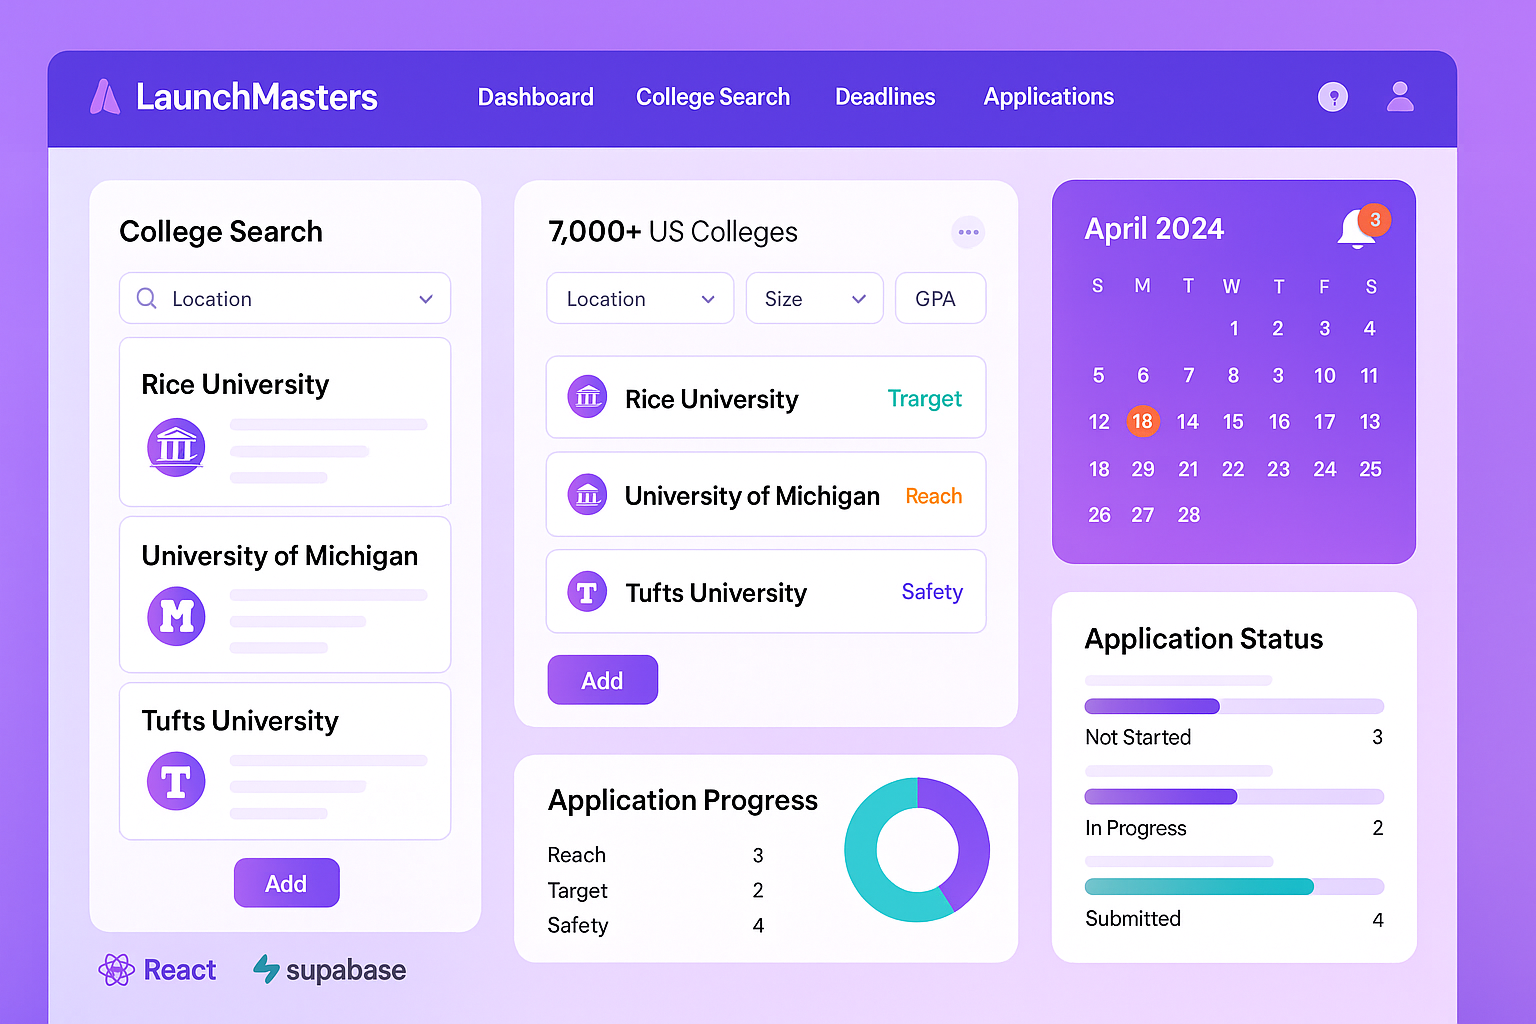 LaunchMasters
Dashboard
College Search
Deadlines
Applications
?
College Search
Location
Rice University
University of Michigan
M
Tufts University
T
Add
7,000+ US Colleges
Location
Size
GPA
Rice University
Trarget
University of Michigan
Reach
T
Tufts University
Safety
Add
Application Progress
Reach 3
Target 2
Safety 4
April 2024
3
S M T W T F S
1 2 3 4
5 6 7 8 3 10 11
12 18 14 15 16 17 13
18 29 21 22 23 24 25
26 27 28
Application Status
Not Started 3
In Progress 2
Submitted 4
React
supabase